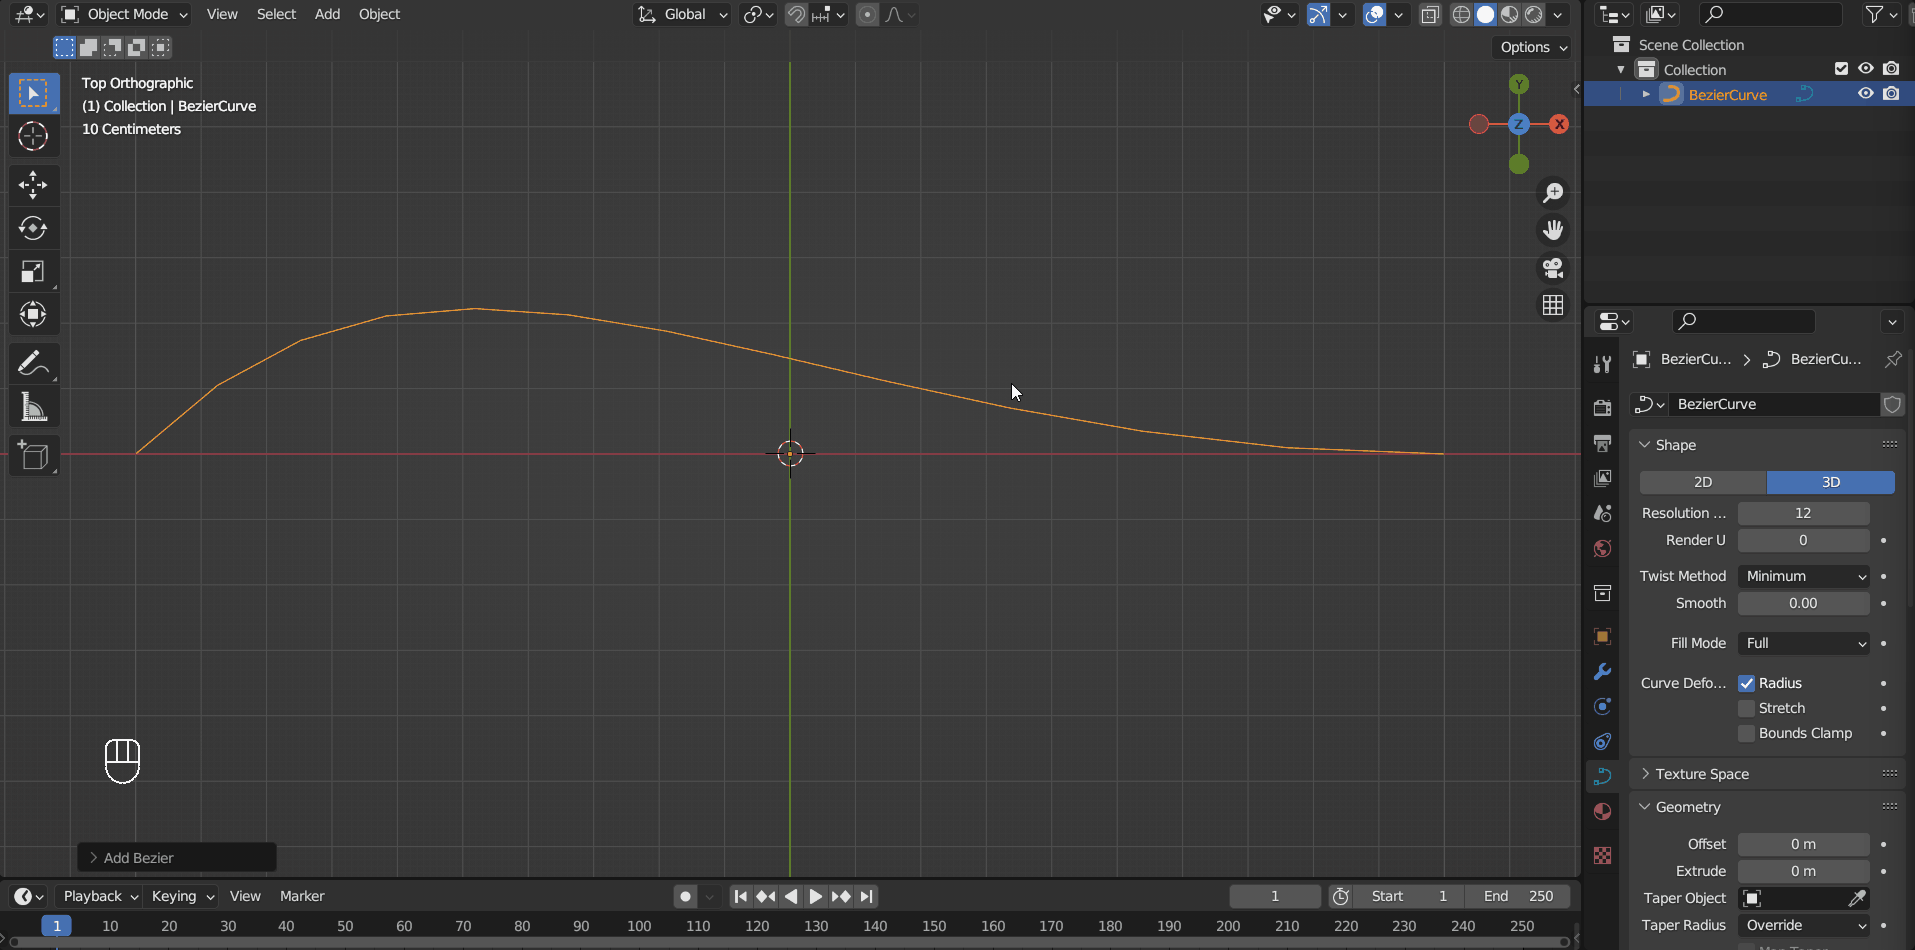 Object Mode View Select Add Object Global
Options
Top Orthographic
(1) Collection | BezierCurve
10 Centimeters
Y
Z
X
Add Bezier
Scene Collection
Collection
BezierCurve
BezierCu... BezierCu...
BezierCurve
Shape
2D 3D
Resolution ... 12
Render U 0
Twist Method Minimum
Smooth 0.00
Fill Mode Full
Curve Defo... Radius
Stretch
Bounds Clamp
Texture Space
Geometry
Offset 0 m
Extrude 0 m
Taper Object
Taper Radius Override
Playback Keying View Marker 1 Start 1 End 250
1 10 20 30 40 50 60 70 80 90 100 110 120 130 140 150 160 170 180 190 200 210 220 230 240 250